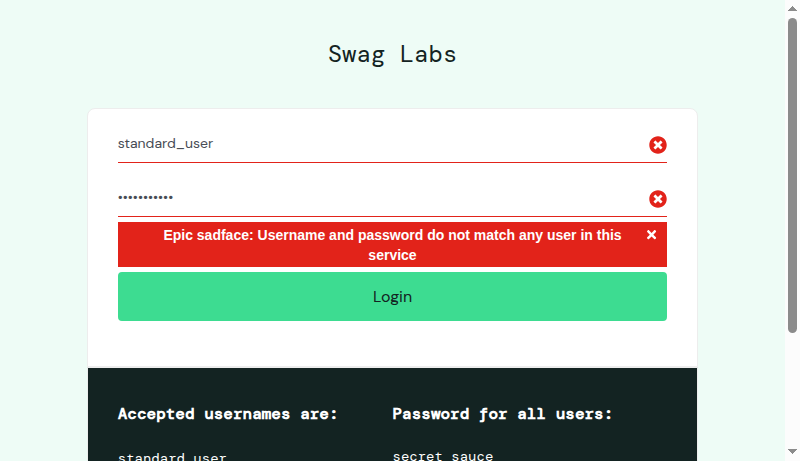 Swag Labs
standard_user
•••••••••••
Epic sadface: Username and password do not match any user in this
service
Login
Accepted usernames are:
Password for all users:
standard_user
secret_sauce